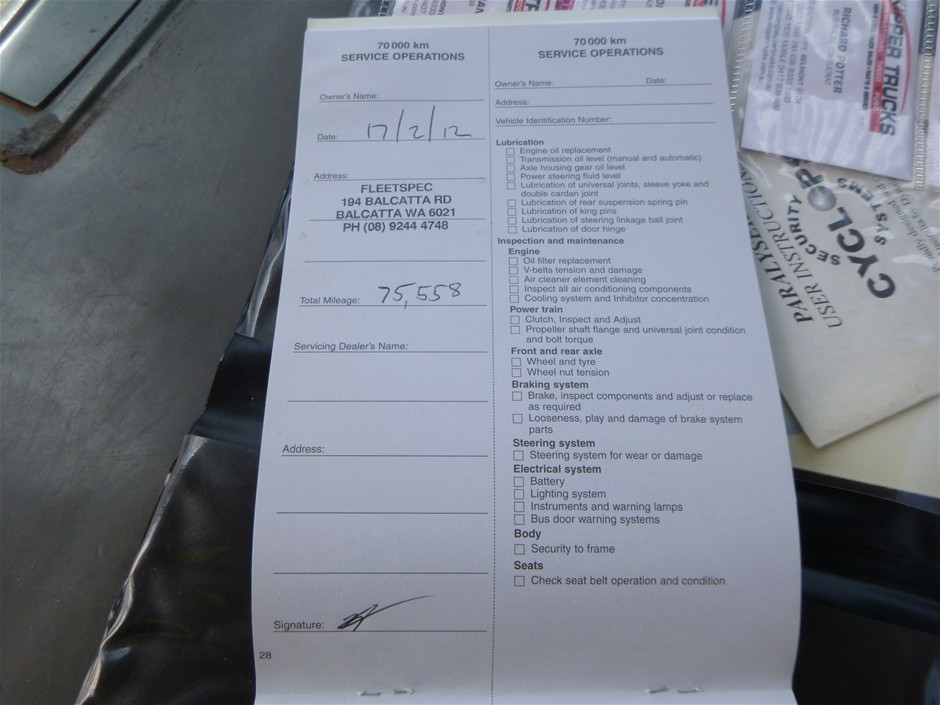 70 000 km
SERVICE OPERATIONS
Owner's Name:
Date: 17/2/12
Address:
FLEETSPEC
194 BALCATTA RD
BALCATTA WA 6021
PH (08) 9244 4748
Total Mileage: 75,558
Servicing Dealer's Name:
Address:
Signature:
28
70 000 km
SERVICE OPERATIONS
Owner's Name: Date:
Address:
Vehicle Identification Number:
Lubrication
Engine oil replacement
Transmission oil level (manual and automatic)
Axle housing gear oil level
Power steering fluid level
Lubrication of universal joints, sleeve yoke and
double cardan joint
Lubrication of rear suspension spring pin
Lubrication of king pins
Lubrication of steering linkage ball joint
Lubrication of door hinge
Inspection and maintenance
Engine
Oil filter replacement
V-belts tension and damage
Air cleaner element cleaning
Inspect all air conditioning components
Cooling system and Inhibitor concentration
Power train
Clutch, Inspect and Adjust
Propeller shaft flange and universal joint condition
and bolt torque
Front and rear axle
Wheel and tyre
Wheel nut tension
Braking system
Brake, inspect components and adjust or replace
as required
Looseness, play and damage of brake system
parts
Steering system
Steering system for wear or damage
Electrical system
Battery
Lighting system
Instruments and warning lamps
Bus door warning systems
Body
Security to frame
Seats
Check seat belt operation and condition
TRUCKS
RICHARD POTTER
CYCLOPS
SECURITY SYSTEMS
USER INSTRUCTION